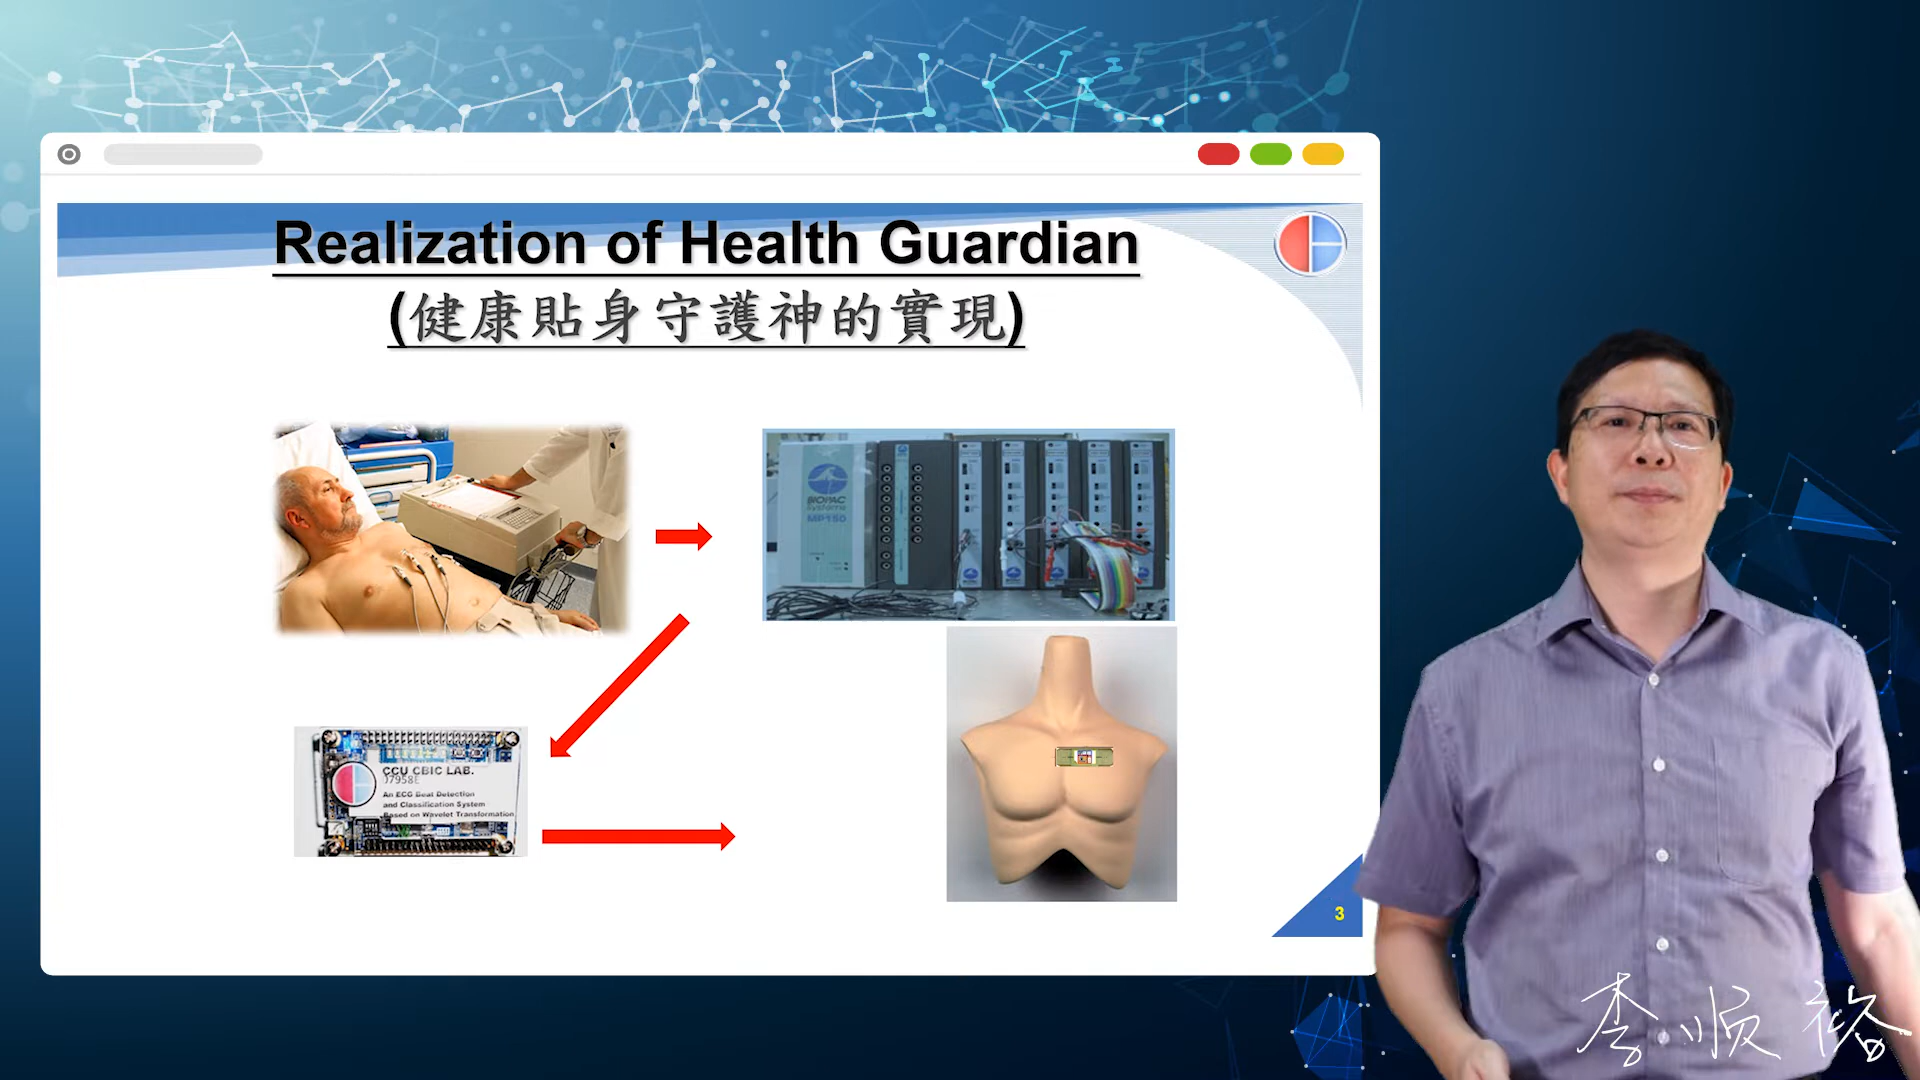 Realization of Health Guardian
(健康貼身守護神的實現)
BIOPAC
Systems
MP150
CCU CBIC LAB.
J7958E
An ECG Beat Detection
and Classification System
Based on Wavelet Transformation
3
李順裕